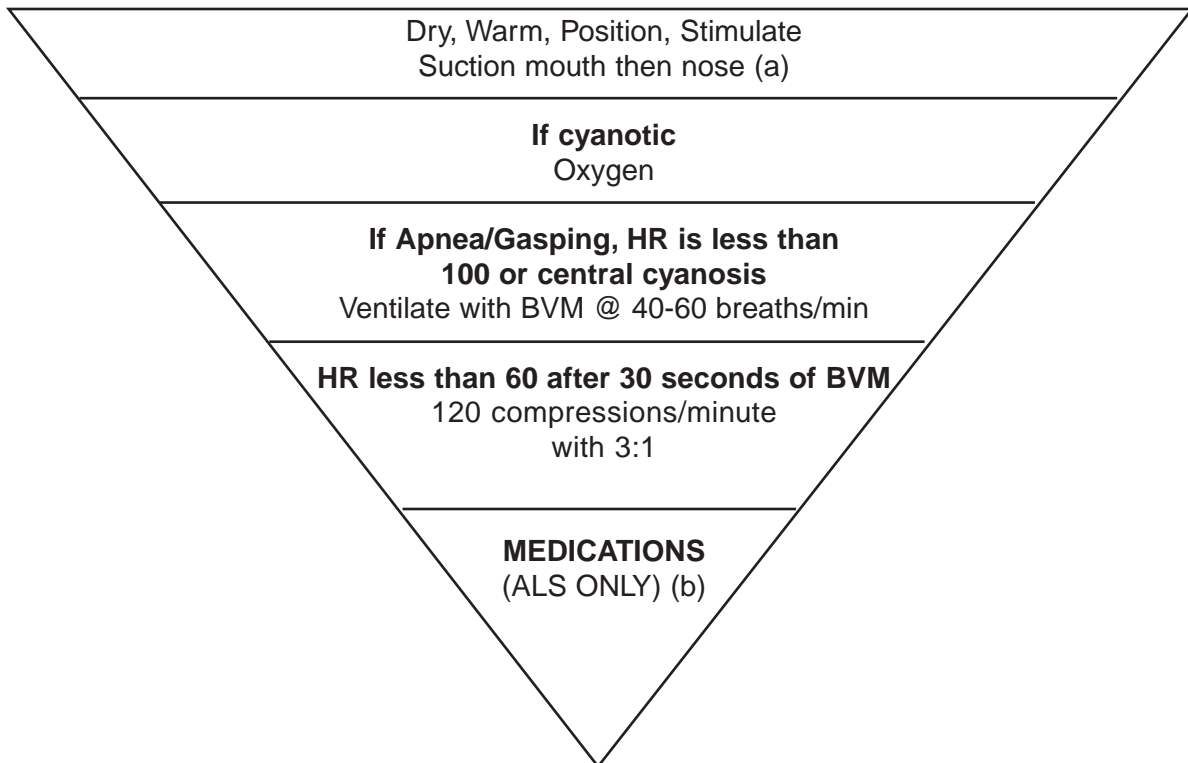 Dry, Warm, Position, Stimulate
Suction mouth then nose (a)
If cyanotic
Oxygen
If Apnea/Gasping, HR is less than
100 or central cyanosis
Ventilate with BVM @ 40-60 breaths/min
HR less than 60 after 30 seconds of BVM
120 compressions/minute
with 3:1
MEDICATIONS
(ALS ONLY) (b)